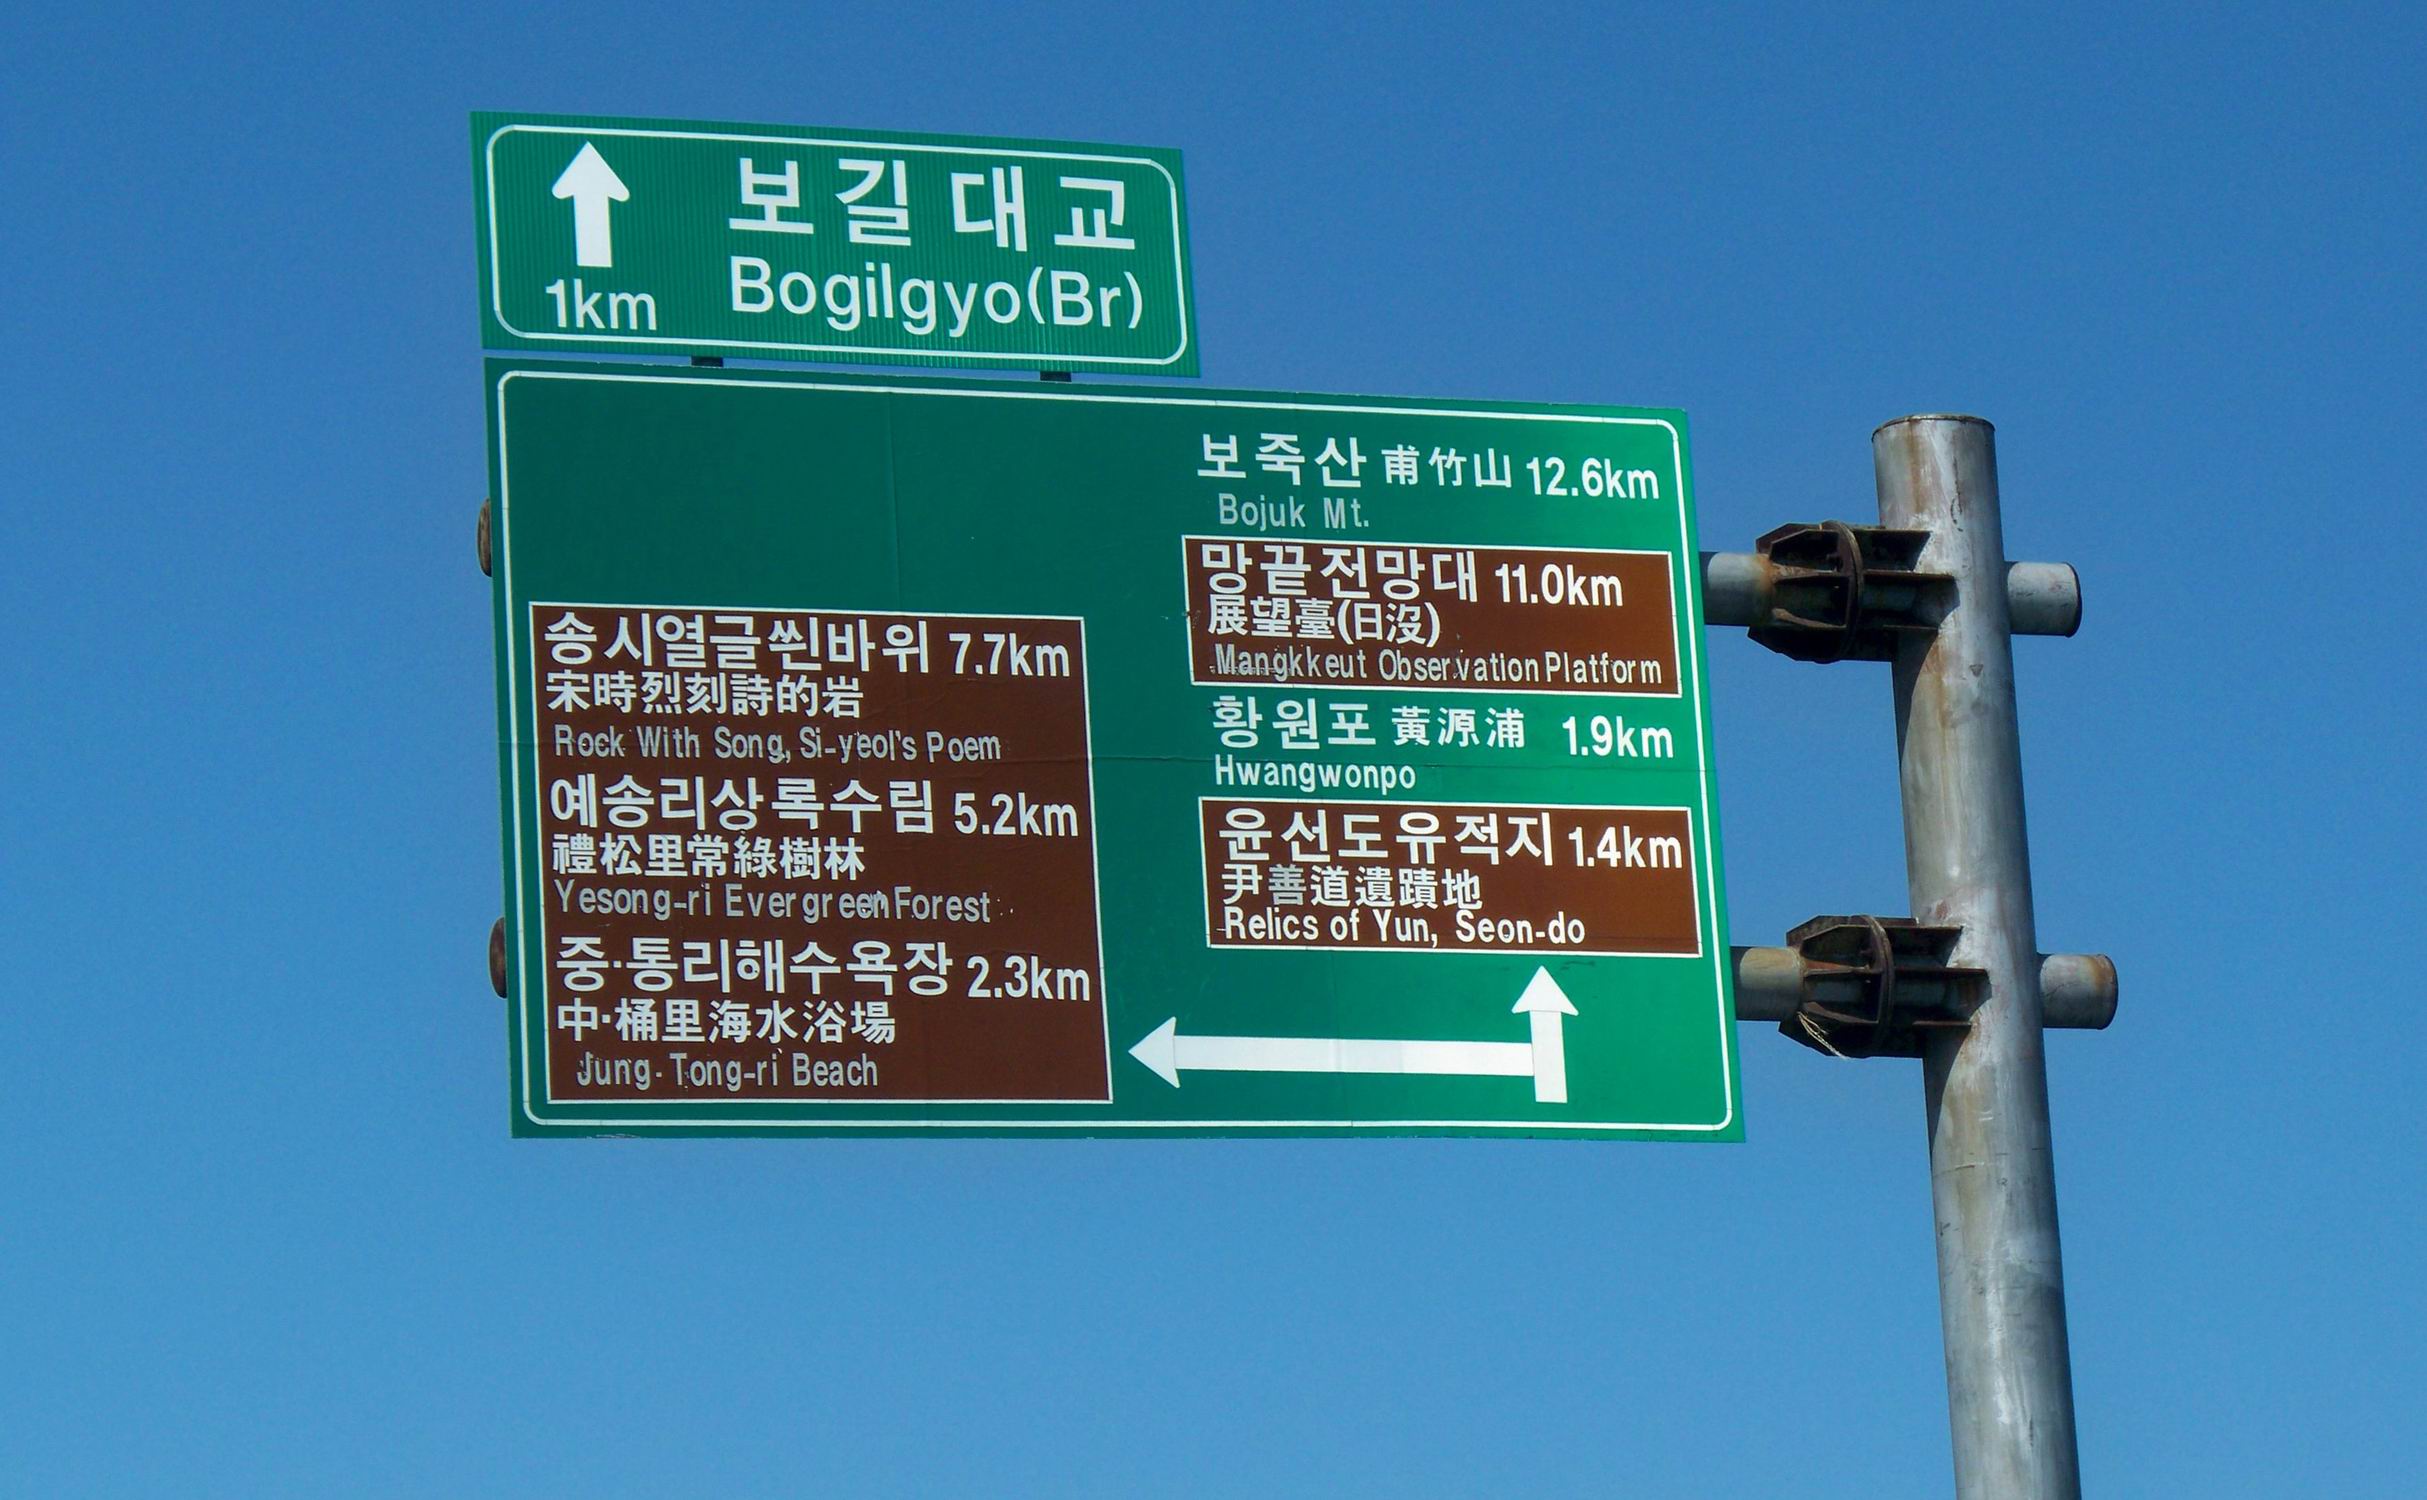 보길대교
1km Bogilgyo(Br)
보죽산 甫竹山 12.6km
Bojuk Mt.
망끝전망대 11.0km
展望臺(日沒)
Mangkkeut Observation Platform
황원포 黃源浦 1.9km
Hwangwonpo
윤선도유적지 1.4km
尹善道遺蹟地
Relics of Yun, Seon-do
송시열글씐바위 7.7km
宋時烈刻詩的岩
Rock With Song, Si-yeol's Poem
예송리상록수림 5.2km
禮松里常綠樹林
Yesong-ri Evergreen Forest
중·통리해수욕장 2.3km
中·桶里海水浴場
Jung-Tong-ri Beach